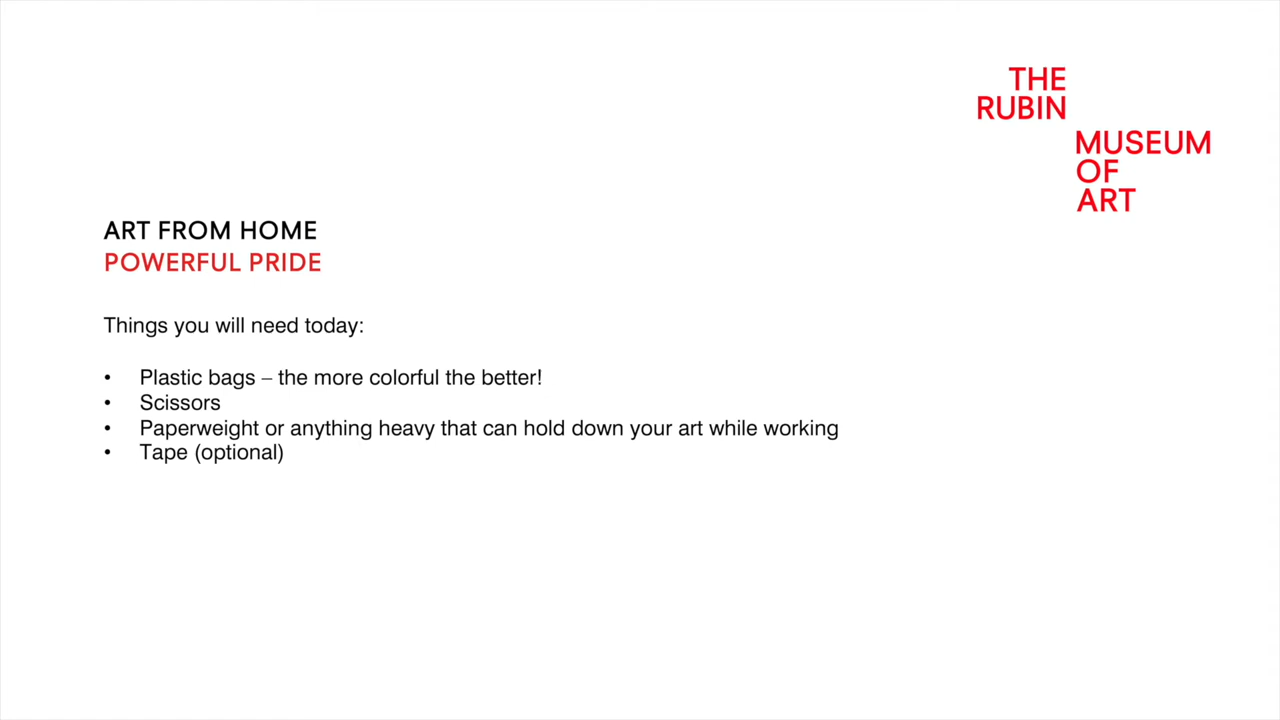 THE
RUBIN
MUSEUM
OF
ART
ART FROM HOME
POWERFUL PRIDE
Things you will need today:
• Plastic bags – the more colorful the better!
• Scissors
• Paperweight or anything heavy that can hold down your art while working
• Tape (optional)